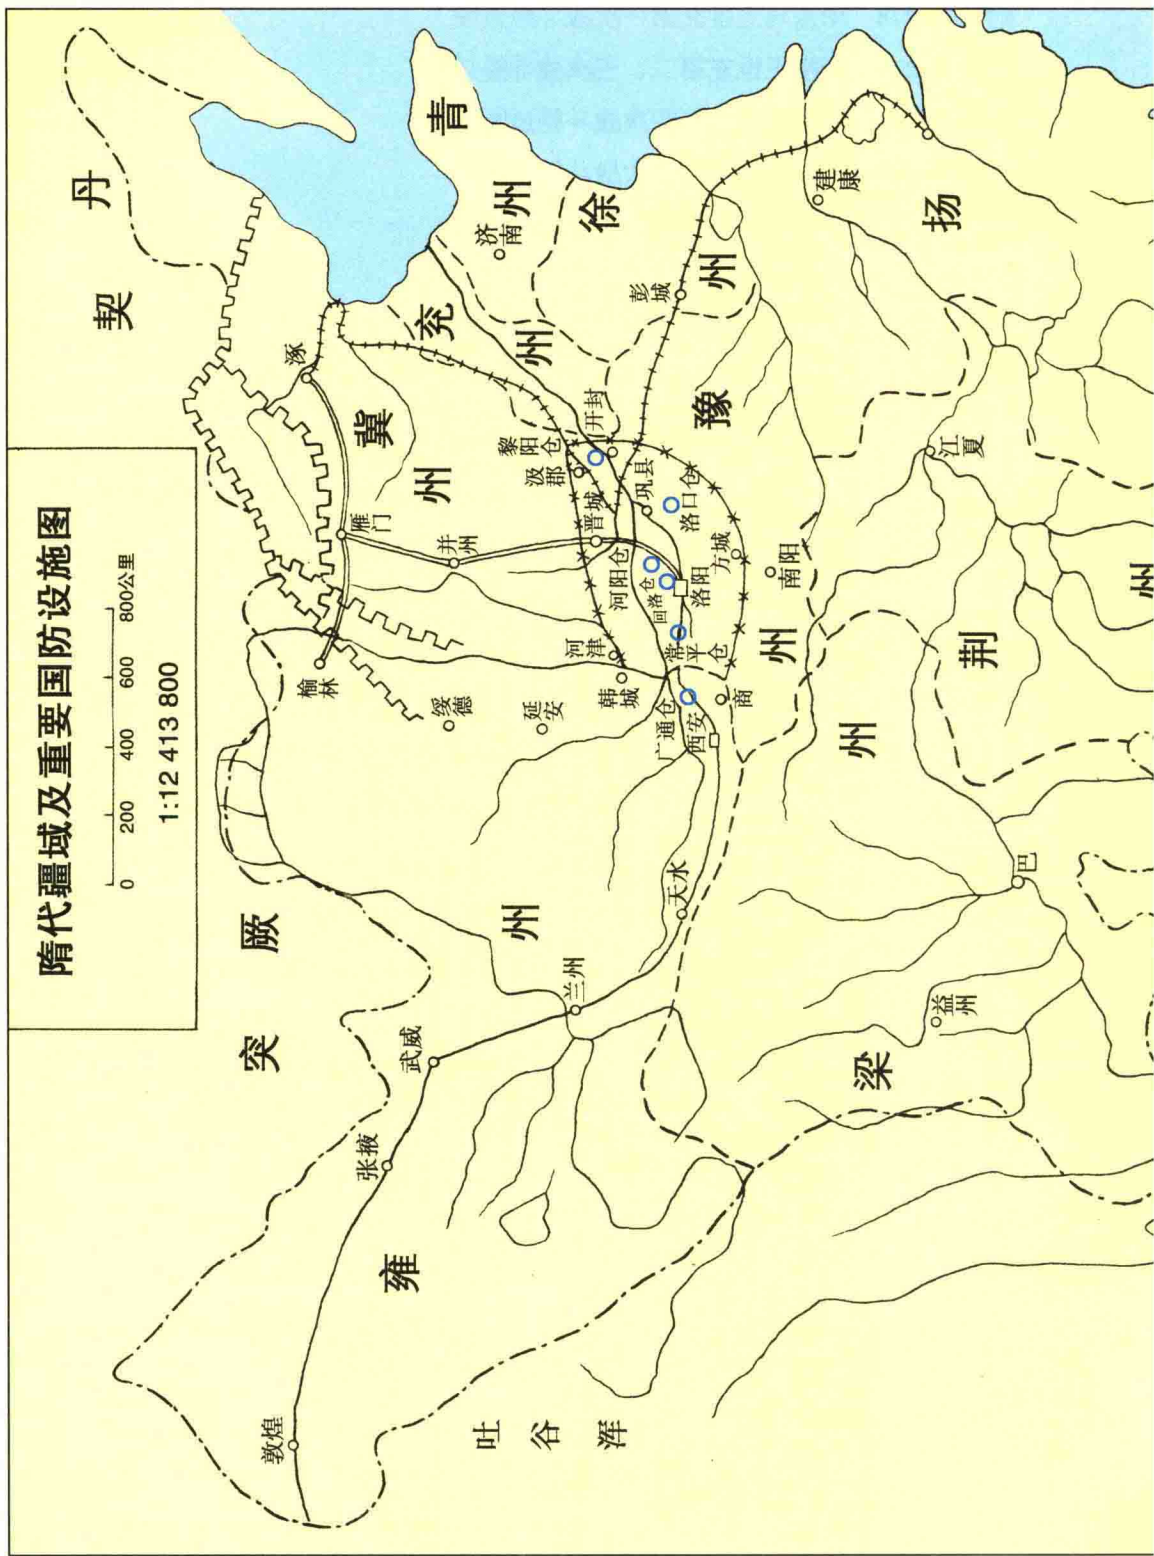 隋代疆域及重要国防设施图
0 200 400 600 800公里
1:12 413 800
契丹
突厥
吐谷浑
雍州
冀州
兖州
青州
徐州
豫州
扬州
荆州
梁州
敦煌
张掖
武威
兰州
天水
榆林
雁门
涿
并州
绥德
延安
韩城
河津
晋城
汲郡
黎阳仓
开封
巩县
洛口仓
河阳仓
回洛仓
洛阳
常平仓
广通仓
西安
商
方城
南阳
济南
彭城
建康
江夏
巴
益州